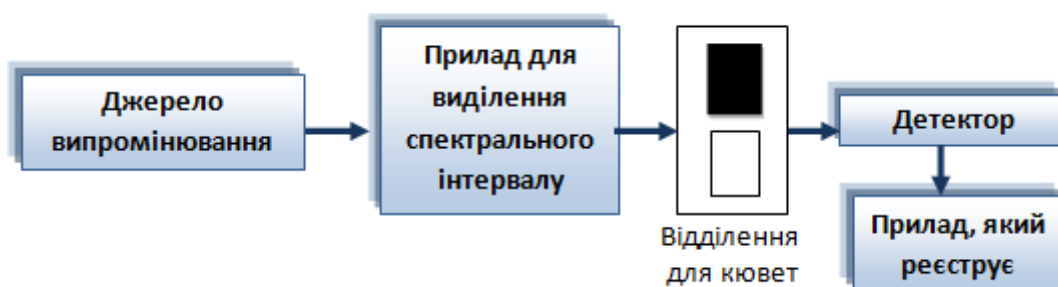 Джерело
випромінювання
Прилад для
виділення
спектрального
інтервалу
Відділення
для кювет
Детектор
Прилад, який
реєструє